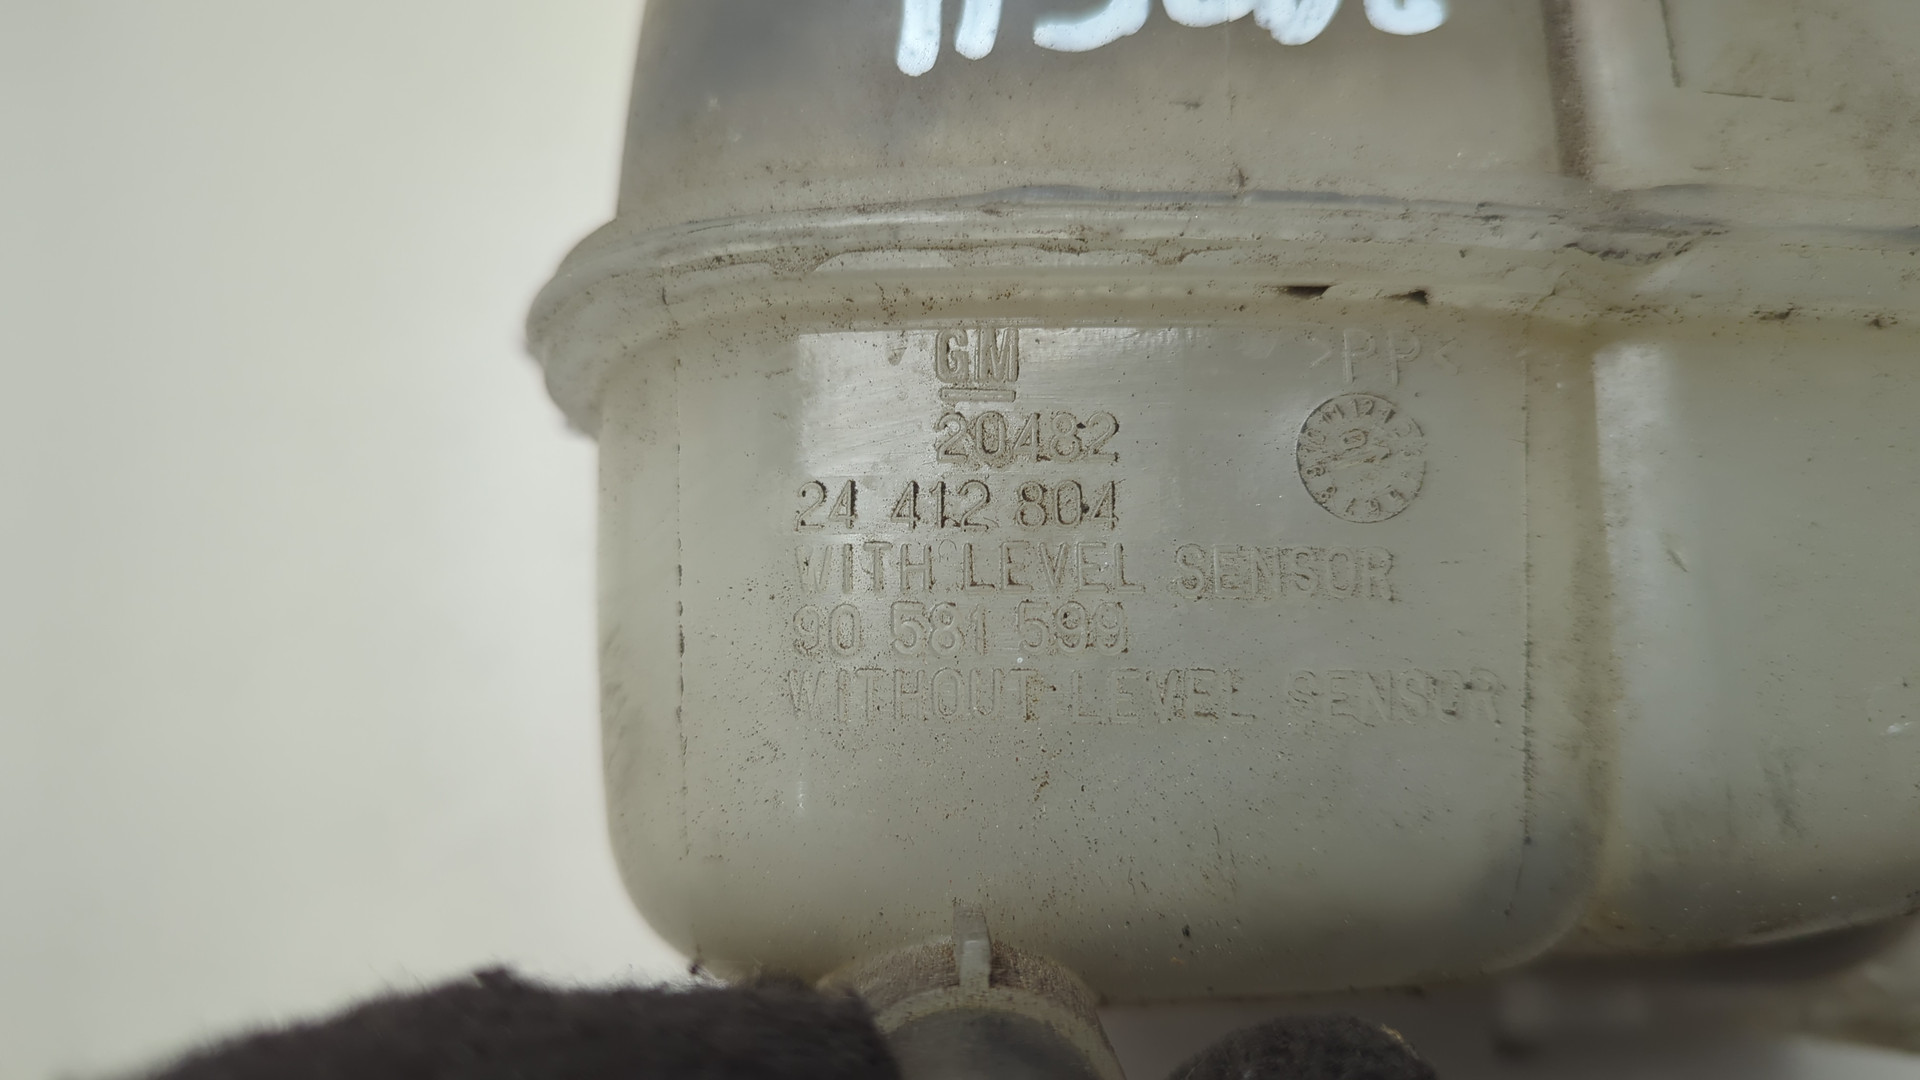 GM
>PP<
20482
24 412 804
WITH LEVEL SENSOR
90 581 599
WITHOUT LEVEL SENSOR